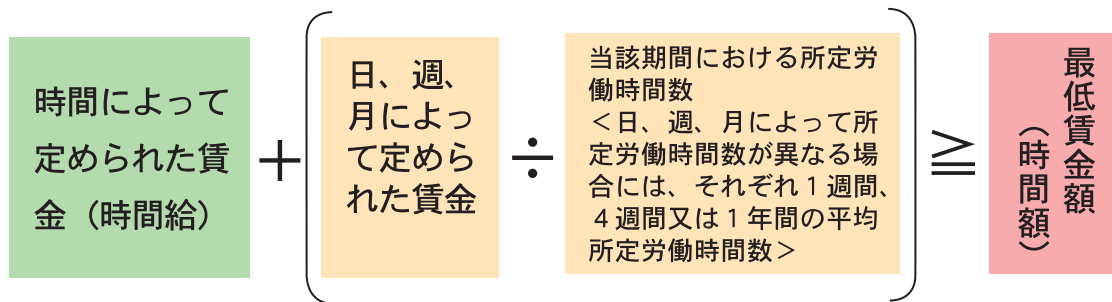 時間によって
定められた賃
金（時間給）
＋
日、週、
月によっ
て定めら
れた賃金
÷
当該期間における所定労
働時間数
＜日、週、月によって所
定労働時間数が異なる場
合には、それぞれ１週間、
４週間又は１年間の平均
所定労働時間数＞
≧
最低賃金額
（時間額）